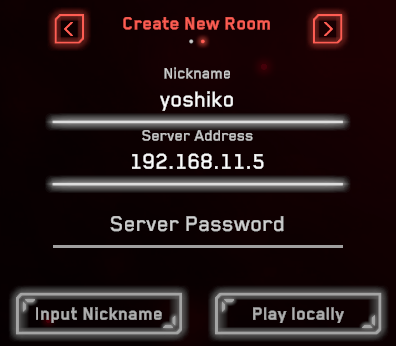 Create New Room
Nickname
yoshiko
Server Address
192.168.11.5
Server Password
Input Nickname
Play locally